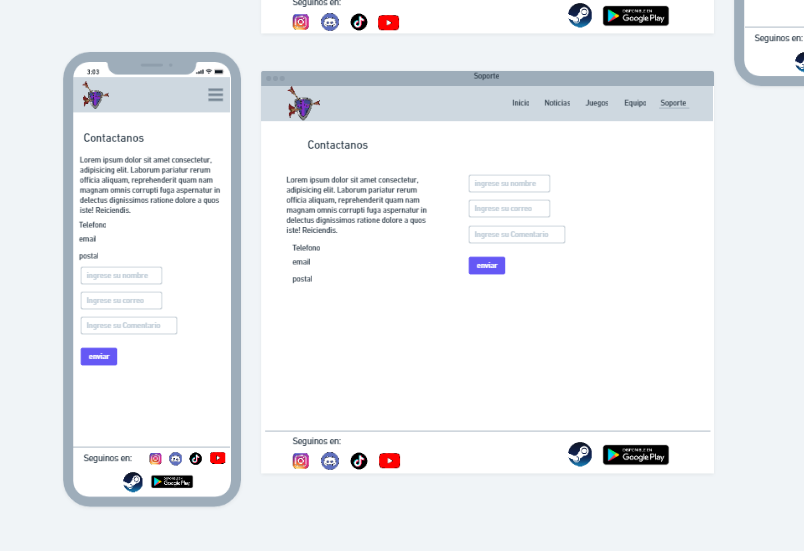 Seguinos en:
DISPONIBLE EN
Google Play
Seguinos en:
3:03
Contactanos
Lorem ipsum dolor sit amet consectetur,
adipisicing elit. Laborum pariatur rerum
officia aliquam, reprehenderit quam nam
magnam omnis corrupti fuga aspernatur in
delectus dignissimos ratione dolore a quos
iste! Reiciendis.
Telefono
email
postal
ingrese su nombre
Ingrese su correo
Ingrese su Comentario
enviar
Seguinos en:
DISPONIBLE EN
Google Play
Soporte
Inicio Noticias Juegos Equipo Soporte
Contactanos
Lorem ipsum dolor sit amet consectetur,
adipisicing elit. Laborum pariatur rerum
officia aliquam, reprehenderit quam nam
magnam omnis corrupti fuga aspernatur in
delectus dignissimos ratione dolore a quos
iste! Reiciendis.
Telefono
email
postal
ingrese su nombre
Ingrese su correo
Ingrese su Comentario
enviar
Seguinos en:
DISPONIBLE EN
Google Play